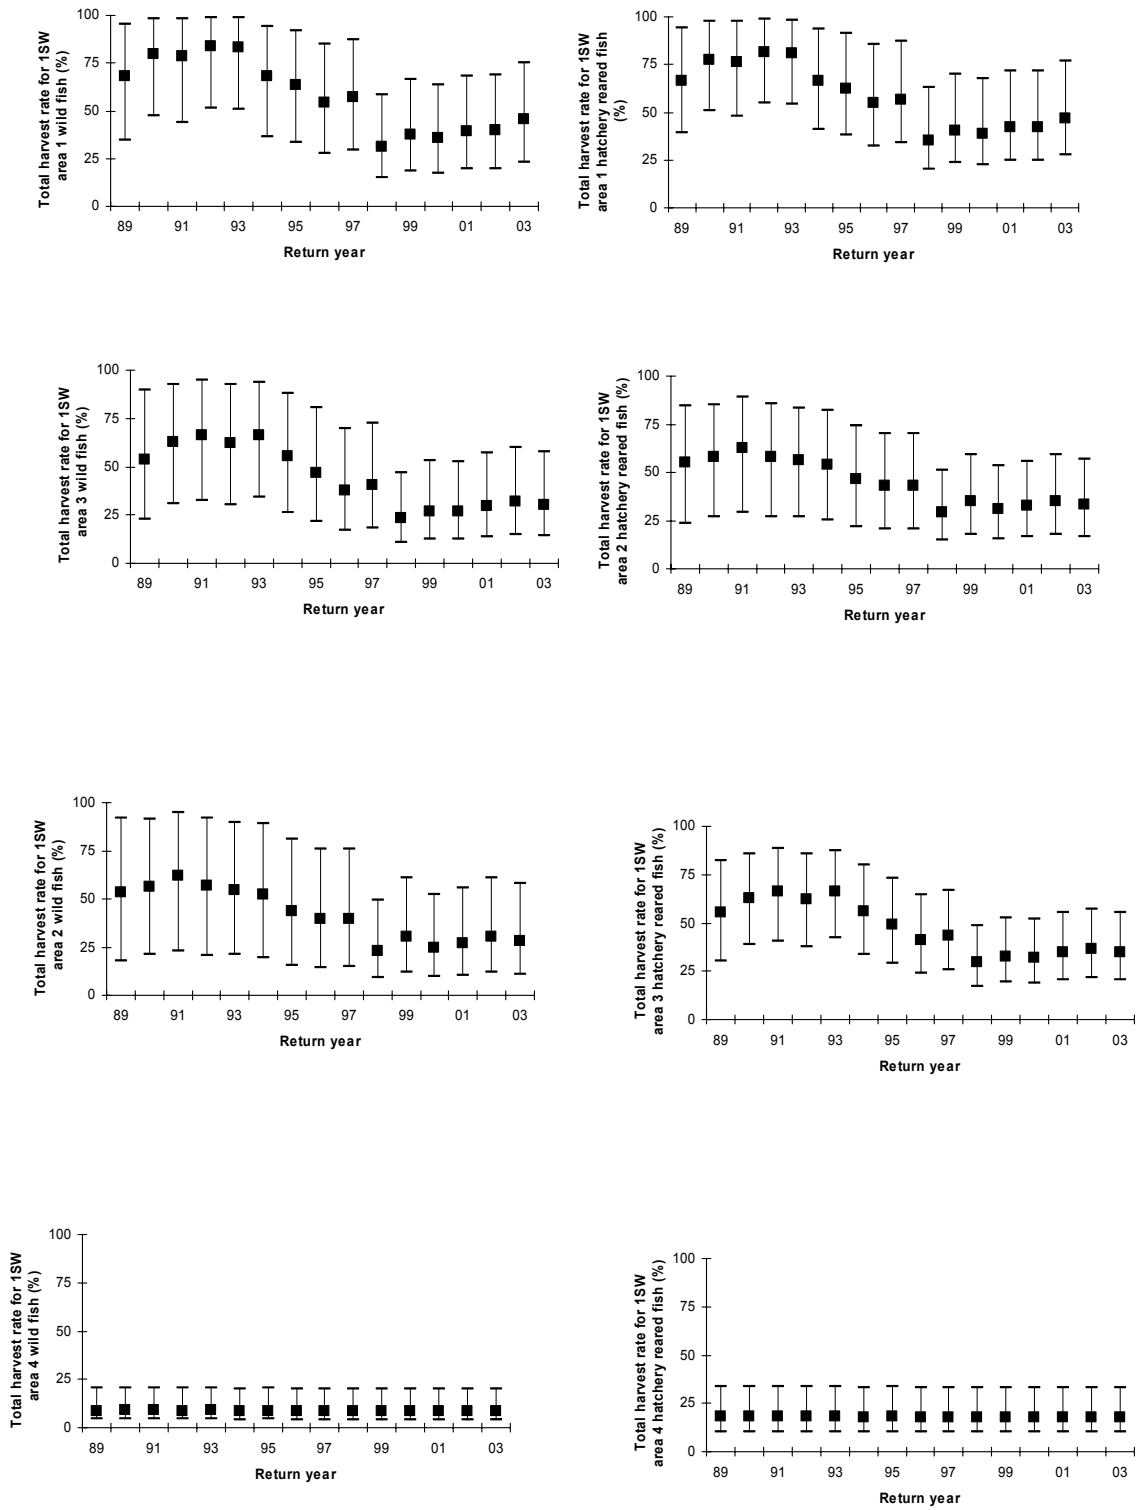 Total harvest rate for 1SW
area 1 wild fish (%)
100
75
50
25
0
89 91 93 95 97 99 01 03
Return year
Total harvest rate for 1SW
area 1 hatchery reared fish
(%)
100
75
50
25
0
89 91 93 95 97 99 01 03
Return year
Total harvest rate for 1SW
area 3 wild fish (%)
100
75
50
25
0
89 91 93 95 97 99 01 03
Return year
Total harvest rate for 1SW
area 2 hatchery reared fish (%)
100
75
50
25
0
89 91 93 95 97 99 01 03
Return year
Total harvest rate for 1SW
area 2 wild fish (%)
100
75
50
25
0
89 91 93 95 97 99 01 03
Return year
Total harvest rate for 1SW
area 3 hatchery reared fish (%)
100
75
50
25
0
89 91 93 95 97 99 01 03
Return year
Total harvest rate for 1SW
area 4 wild fish (%)
100
75
50
25
0
89 91 93 95 97 99 01 03
Return year
Total harvest rate for 1SW
area 4 hatchery reared fish (%)
100
75
50
25
0
89 91 93 95 97 99 01 03
Return year